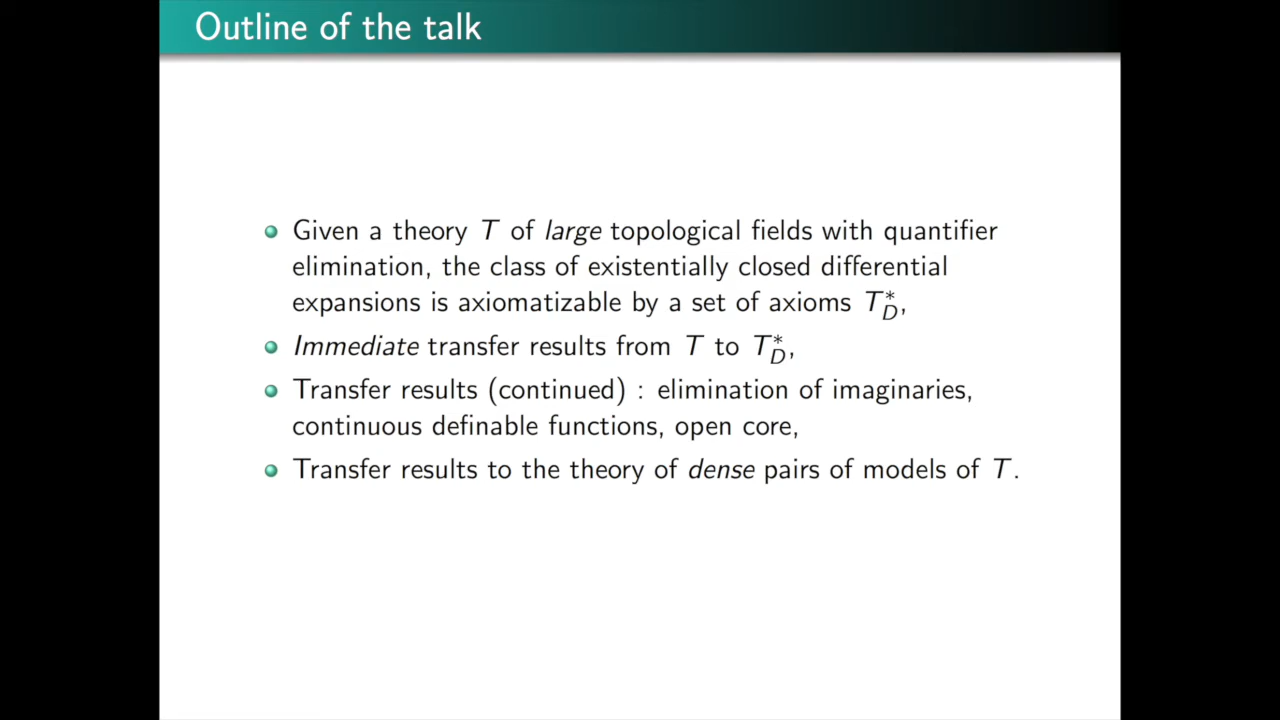 Outline of the talk
Given a theory T of large topological fields with quantifier
elimination, the class of existentially closed differential
expansions is axiomatizable by a set of axioms T*_D,
Immediate transfer results from T to T*_D,
Transfer results (continued) : elimination of imaginaries,
continuous definable functions, open core,
Transfer results to the theory of dense pairs of models of T.